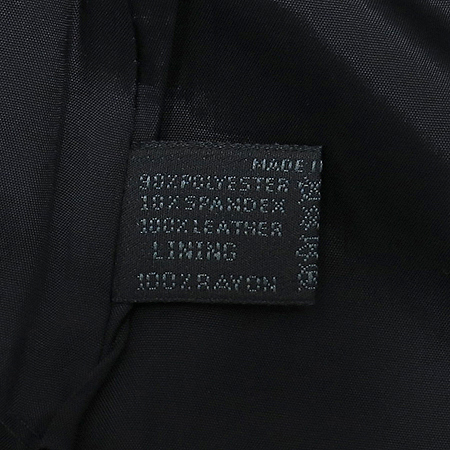 MADE I
90%POLYESTER
10%SPANDEX
100%LEATHER
LINING
100%RAYON